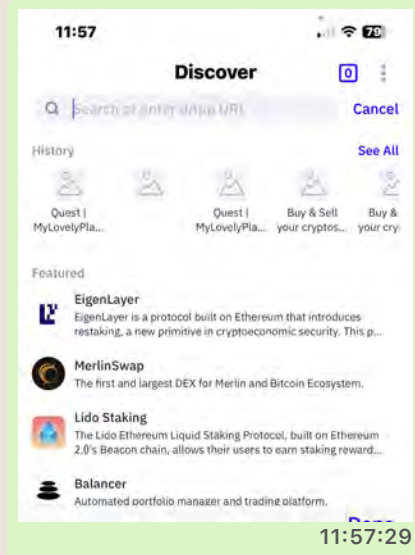 11:57
79
Discover
0
Search or enter dApp URL
Cancel
History
See All
Quest |
MyLovelyPla...
Quest |
MyLovelyPla...
Buy & Sell
your cryptos...
Buy &
your cry
Featured
EigenLayer
EigenLayer is a protocol built on Ethereum that introduces
restaking, a new primitive in cryptoeconomic security. This p...
MerlinSwap
The first and largest DEX for Merlin and Bitcoin Ecosystem.
Lido Staking
The Lido Ethereum Liquid Staking Protocol, built on Ethereum
2.0's Beacon chain, allows their users to earn staking reward...
Balancer
Automated portfolio manager and trading platform.
11:57:29